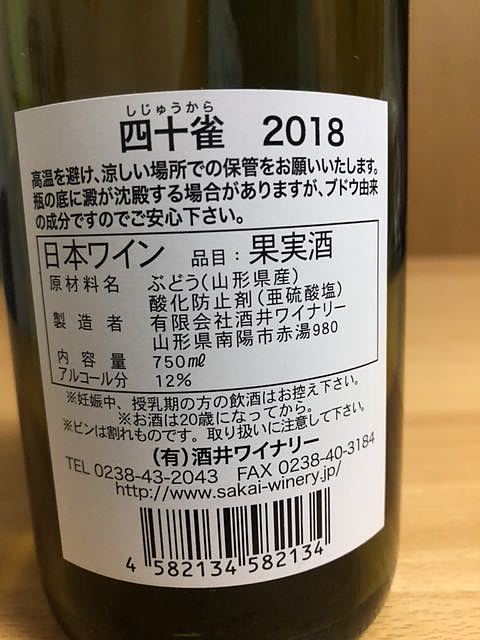 しじゅうから
四十雀 2018
高温を避け、涼しい場所での保管をお願いいたします。
瓶の底に澱が沈殿する場合がありますが、ブドウ由来
の成分ですのでご安心下さい。
日本ワイン 品目：果実酒
原材料名 ぶどう(山形県産)
酸化防止剤(亜硫酸塩)
製造者 有限会社酒井ワイナリー
山形県南陽市赤湯980
内容量 750㎖
アルコール分 12%
※妊娠中、授乳期の方の飲酒はお控え下さい。
※お酒は20歳になってから。
※ビンは割れものです。取り扱いに注意して下さい。
(有)酒井ワイナリー
TEL 0238-43-2043 FAX 0238-40-3184
http://www.sakai-winery.jp/
4 582134 582134